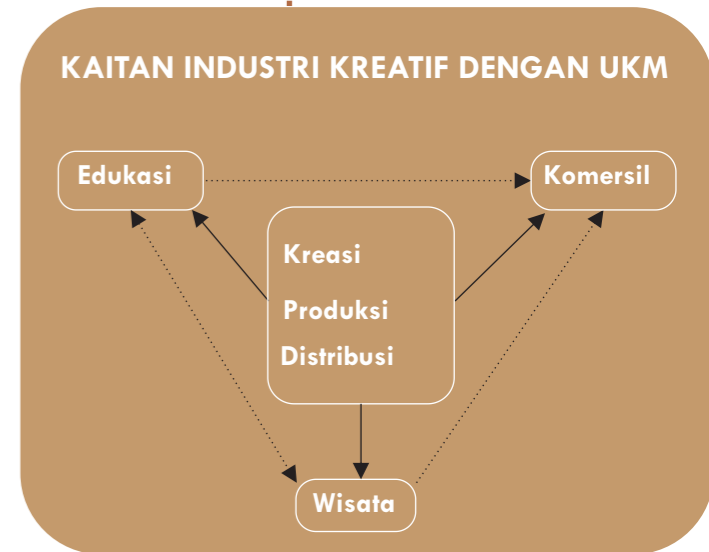 KAITAN INDUSTRI KREATIF DENGAN UKM
Edukasi
Komersil
Kreasi
Produksi
Distribusi
Wisata